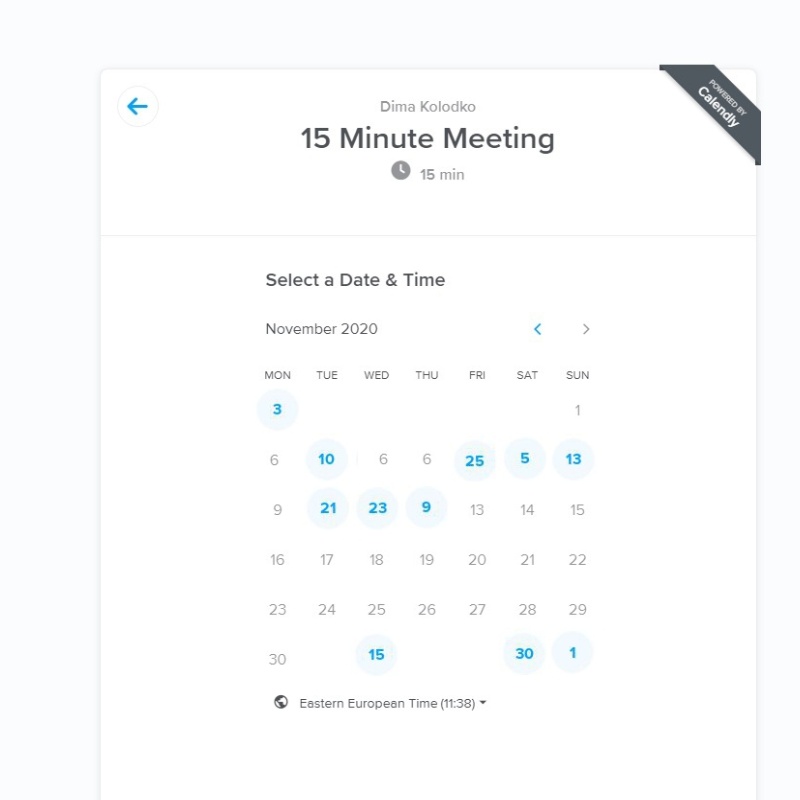 POWERED BY
Calendly
Dima Kolodko
15 Minute Meeting
15 min
Select a Date & Time
November 2020
MON TUE WED THU FRI SAT SUN
3 1
6 10 6 6 25 5 13
9 21 23 9 13 14 15
16 17 18 19 20 21 22
23 24 25 26 27 28 29
30 15 30 1
Eastern European Time (11:38)